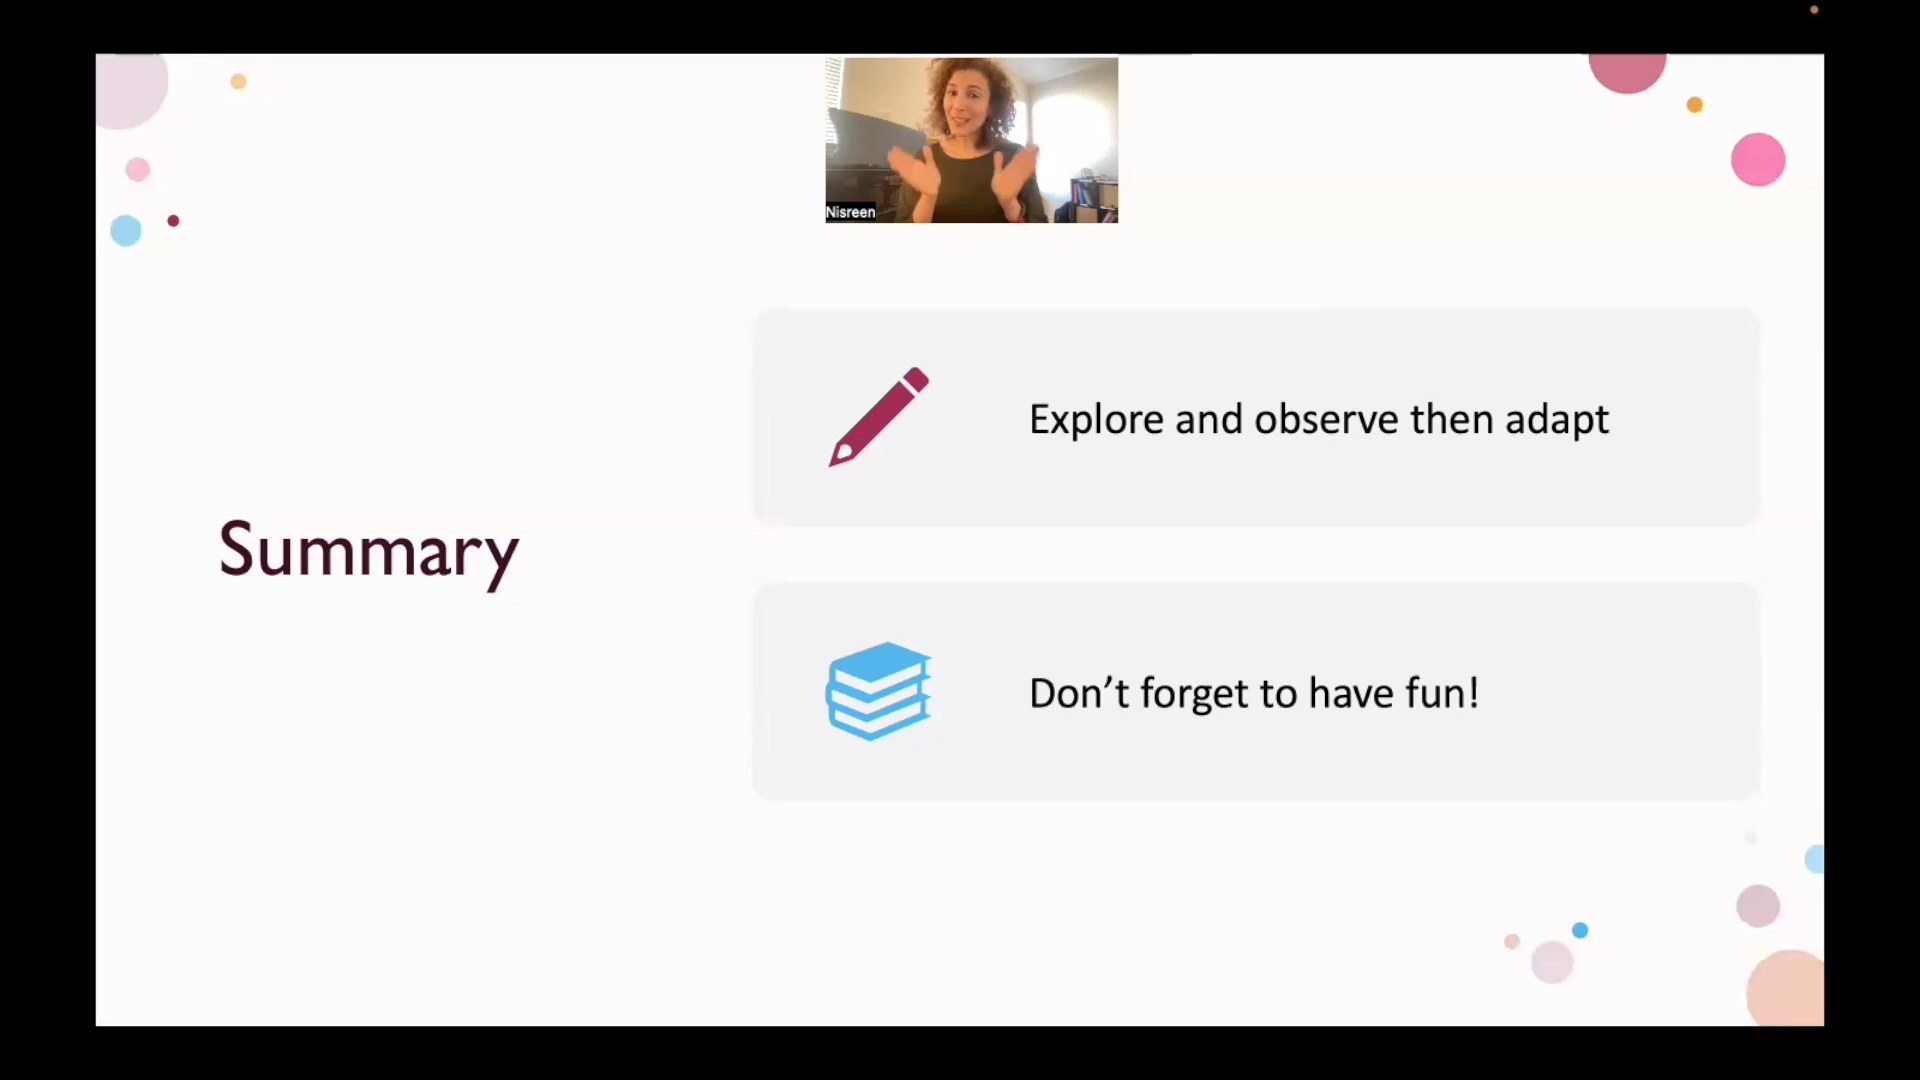 Nisreen
Explore and observe then adapt
Summary
Don’t forget to have fun!